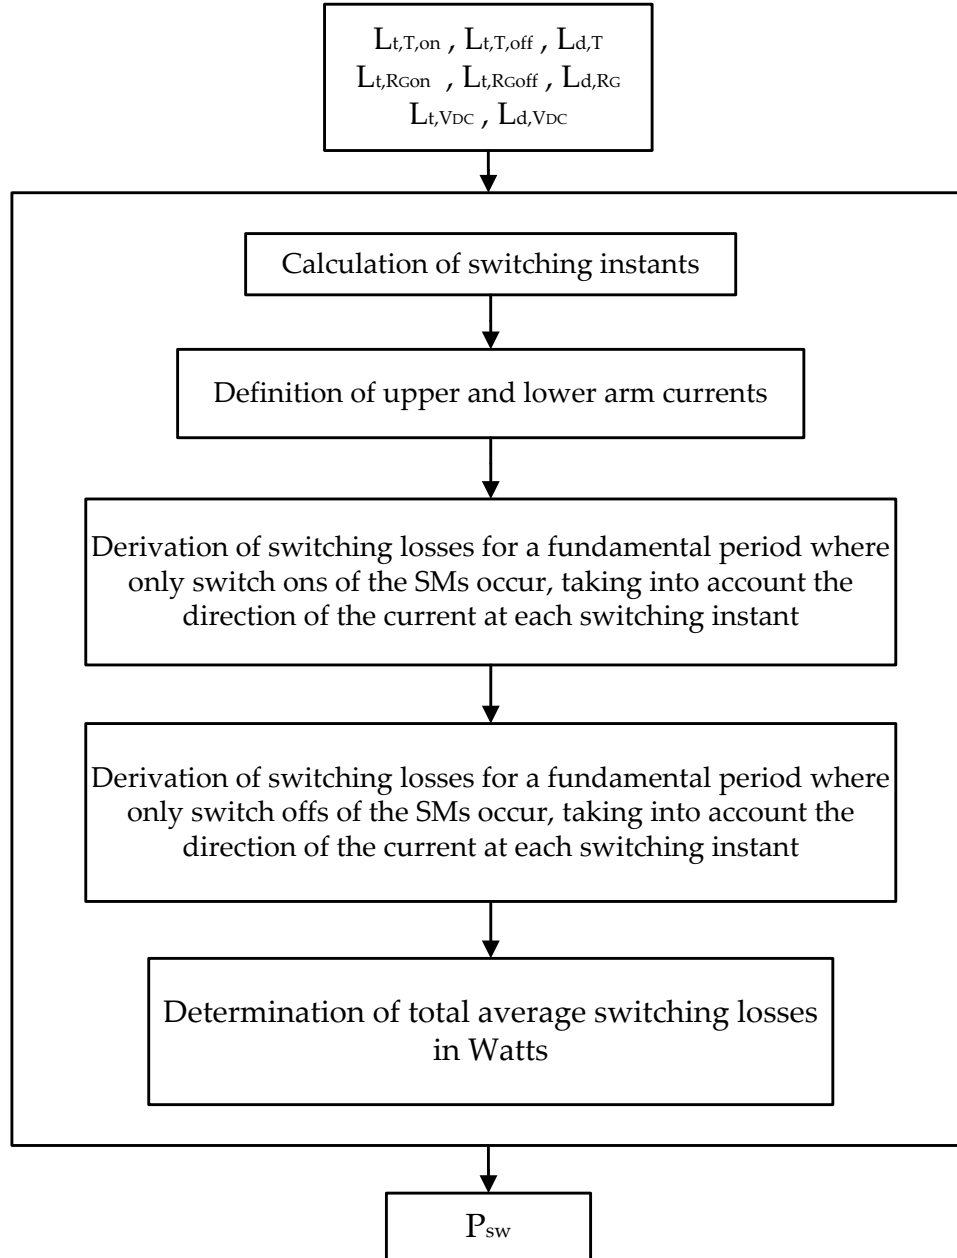 Lt,T,on , Lt,T,off , Ld,T
Lt,RGon , Lt,RGoff , Ld,RG
Lt,VDC , Ld,VDC
Calculation of switching instants
Definition of upper and lower arm currents
Derivation of switching losses for a fundamental period where
only switch ons of the SMs occur, taking into account the
direction of the current at each switching instant
Derivation of switching losses for a fundamental period where
only switch offs of the SMs occur, taking into account the
direction of the current at each switching instant
Determination of total average switching losses
in Watts
Psw